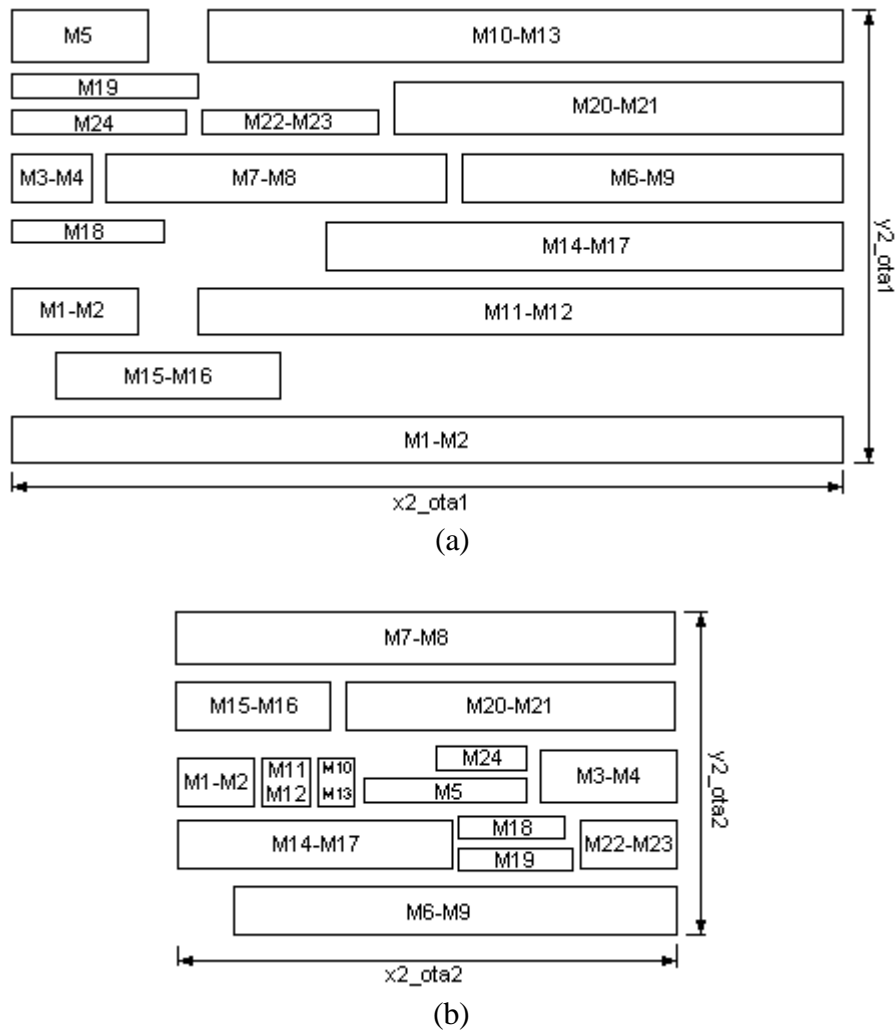 M5
M10-M13
M19
M20-M21
M24
M22-M23
M3-M4
M7-M8
M6-M9
M18
M14-M17
y2_ota1
M1-M2
M11-M12
M15-M16
M1-M2
x2_ota1
(a)
M7-M8
M15-M16
M20-M21
M24
M1-M2
M11
M12
M10
M13
M5
M3-M4
y2_ota2
M14-M17
M18
M19
M22-M23
M6-M9
x2_ota2
(b)